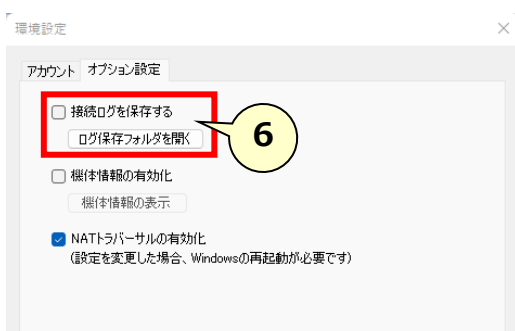 環境設定
アカウント オプション設定
接続ログを保存する
ログ保存フォルダを開く
6
機体情報の有効化
機体情報の表示
NATトラバーサルの有効化
(設定を変更した場合、Windowsの再起動が必要です)